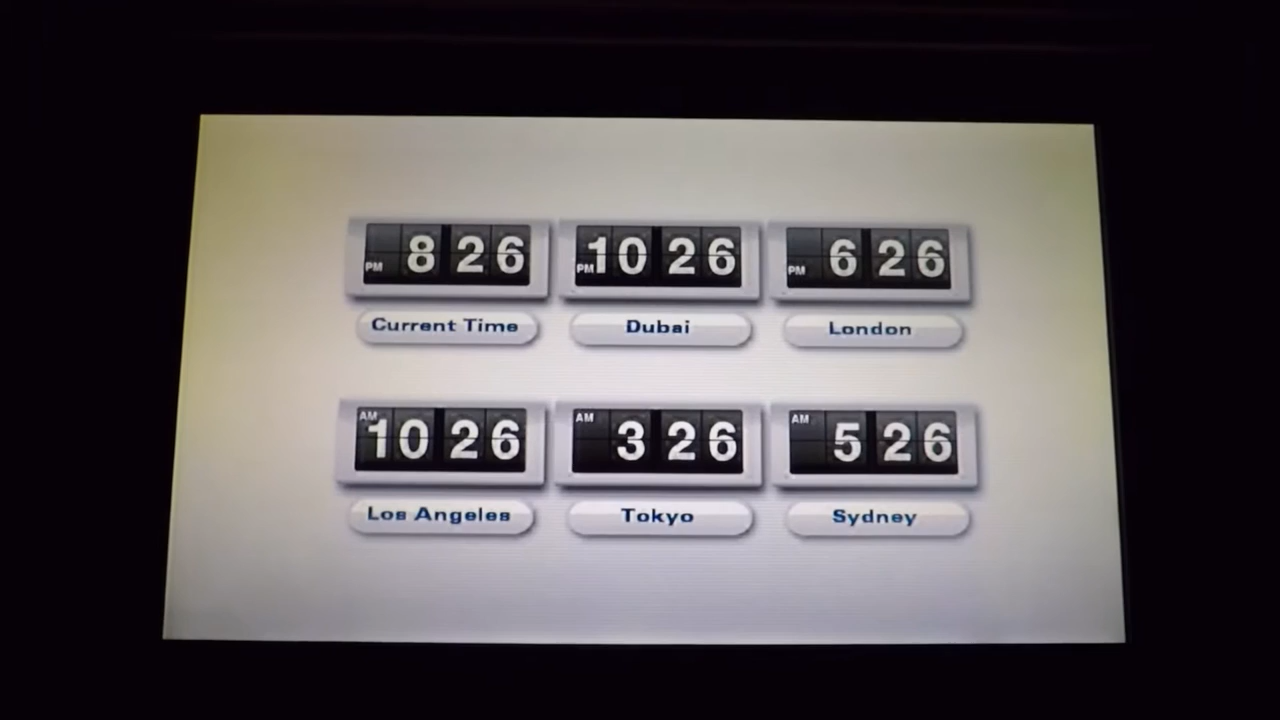 PM 8 26
PM 10 26
PM 6 26
Current Time
Dubai
London
AM 10 26
AM 3 26
AM 5 26
Los Angeles
Tokyo
Sydney